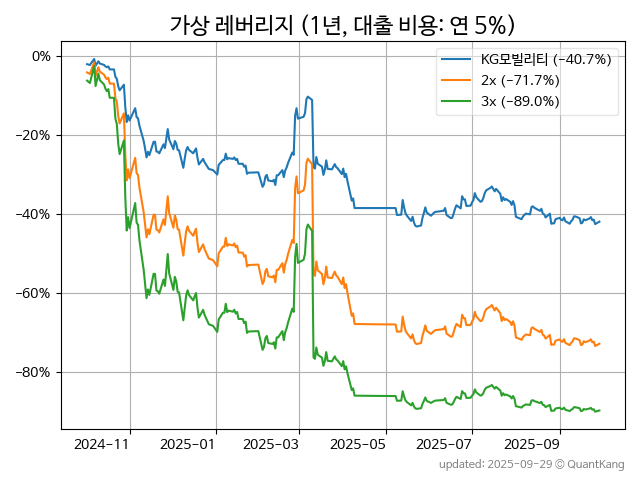 가상 레버리지 (1년, 대출 비용: 연 5%)
KG모빌리티 (−40.7%)
2x (−71.7%)
3x (−89.0%)
0%
−20%
−40%
−60%
−80%
2024-11 2025-01 2025-03 2025-05 2025-07 2025-09
updated: 2025-09-29 © QuantKang